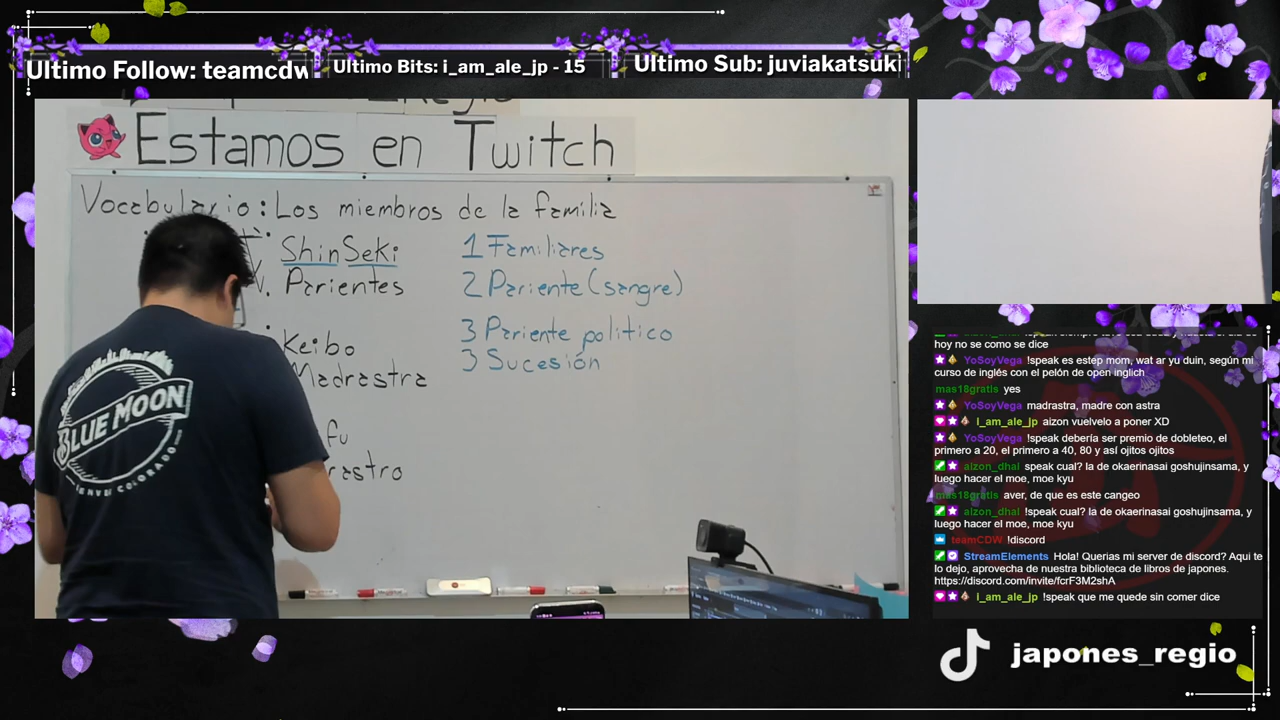 Ultimo Follow: teamcdw
Ultimo Bits: i_am_ale_jp - 15
Ultimo Sub: juviakatsuki
Estamos en Twitch
Vocabulario: Los miembros de la familia
ShinSeki
Parientes
Keibo
Madrastra
fu
rastro
1 Familiares
2 Pariente (sangre)
3 Pariente politico
3 Sucesión
BLUE MOON
COLORADO
hoy no se como se dice
YoSoyVega !speak es estep mom, wat ar yu duin, según mi
curso de inglés con el pelón de open inglich
mas18gratis yes
YoSoyVega madrastra, madre con astra
I_am_ale_jp aizon vuelvelo a poner XD
YoSoyVega !speak debería ser premio de dobleteo, el
primero a 20, el primero a 40, 80 y así ojitos ojitos
aizon_dhal speak cual? la de okaerinasai goshujinsama, y
luego hacer el moe, moe kyu
mas18gratis aver, de que es este cangeo
aizon_dhal !speak cual? la de okaerinasai goshujinsama, y
luego hacer el moe, moe kyu
teamCDW !discord
StreamElements Hola! Querias mi server de discord? Aqui te
lo dejo, aprovecha de nuestra biblioteca de libros de japones.
https://discord.com/invite/fcrF3M2shA
I_am_ale_jp !speak que me quede sin comer dice
japones_regio